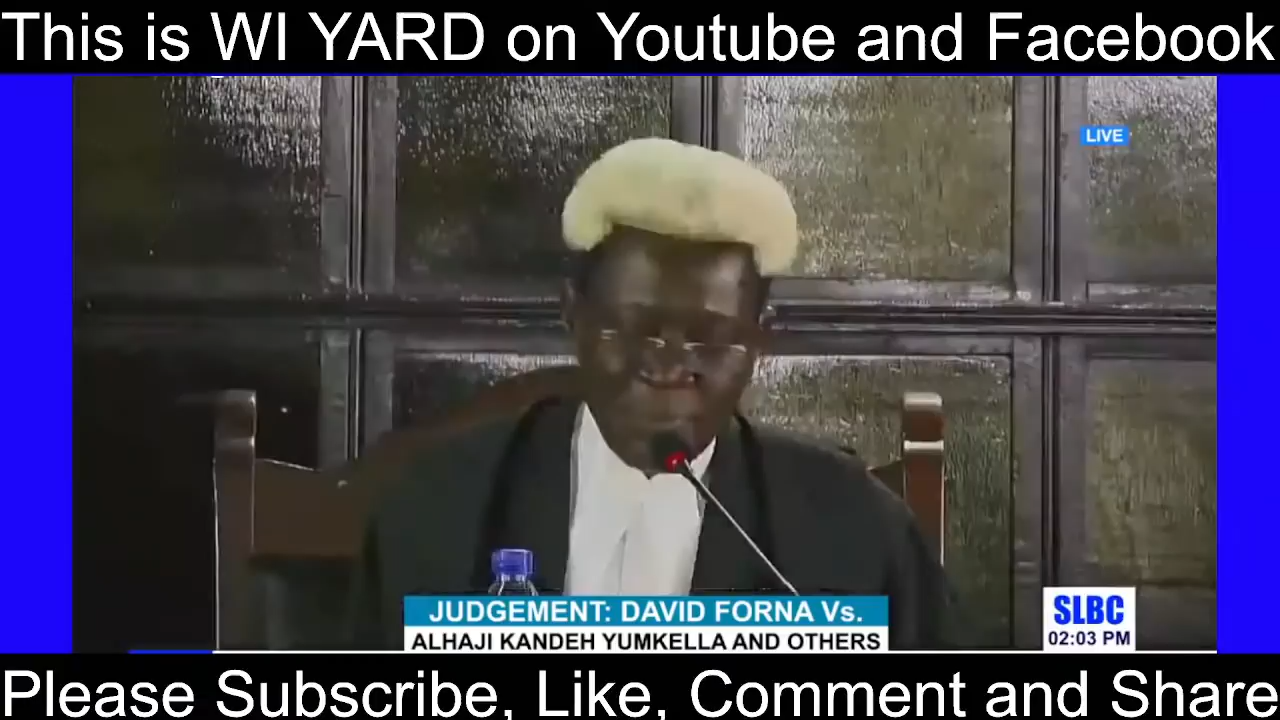 This is WI YARD on Youtube and Facebook
LIVE
JUDGEMENT: DAVID FORNA Vs.
ALHAJI KANDEH YUMKELLA AND OTHERS
SLBC
02:03 PM
Please Subscribe, Like, Comment and Share